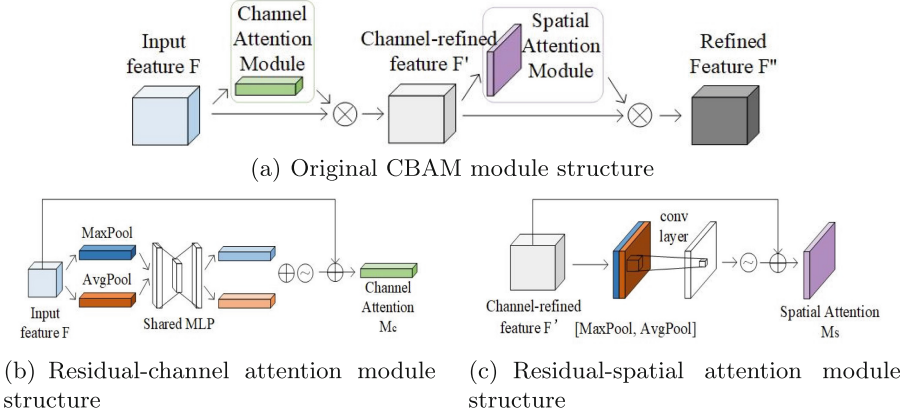 Input
feature F
Channel
Attention
Module
Channel-refined
feature F'
Spatial
Attention
Module
Refined
Feature F"
(a) Original CBAM module structure
MaxPool
AvgPool
Input
feature F
Shared MLP
Channel
Attention
Mc
(b) Residual-channel attention module
structure
conv
layer
Channel-refined
feature F'
[MaxPool, AvgPool]
Spatial Attention
Ms
(c) Residual-spatial attention module
structure